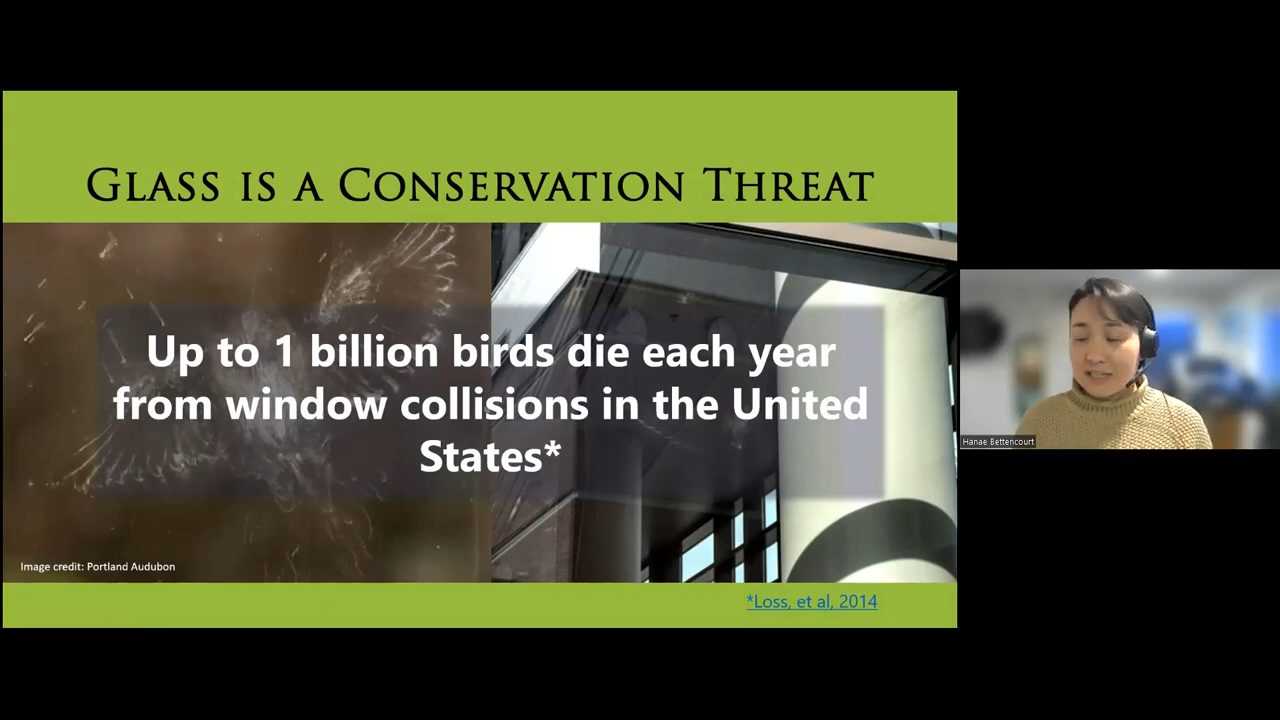 GLASS IS A CONSERVATION THREAT
Up to 1 billion birds die each year
from window collisions in the United
States*
Image credit: Portland Audubon
*Loss, et al, 2014
Hanae Bettencourt